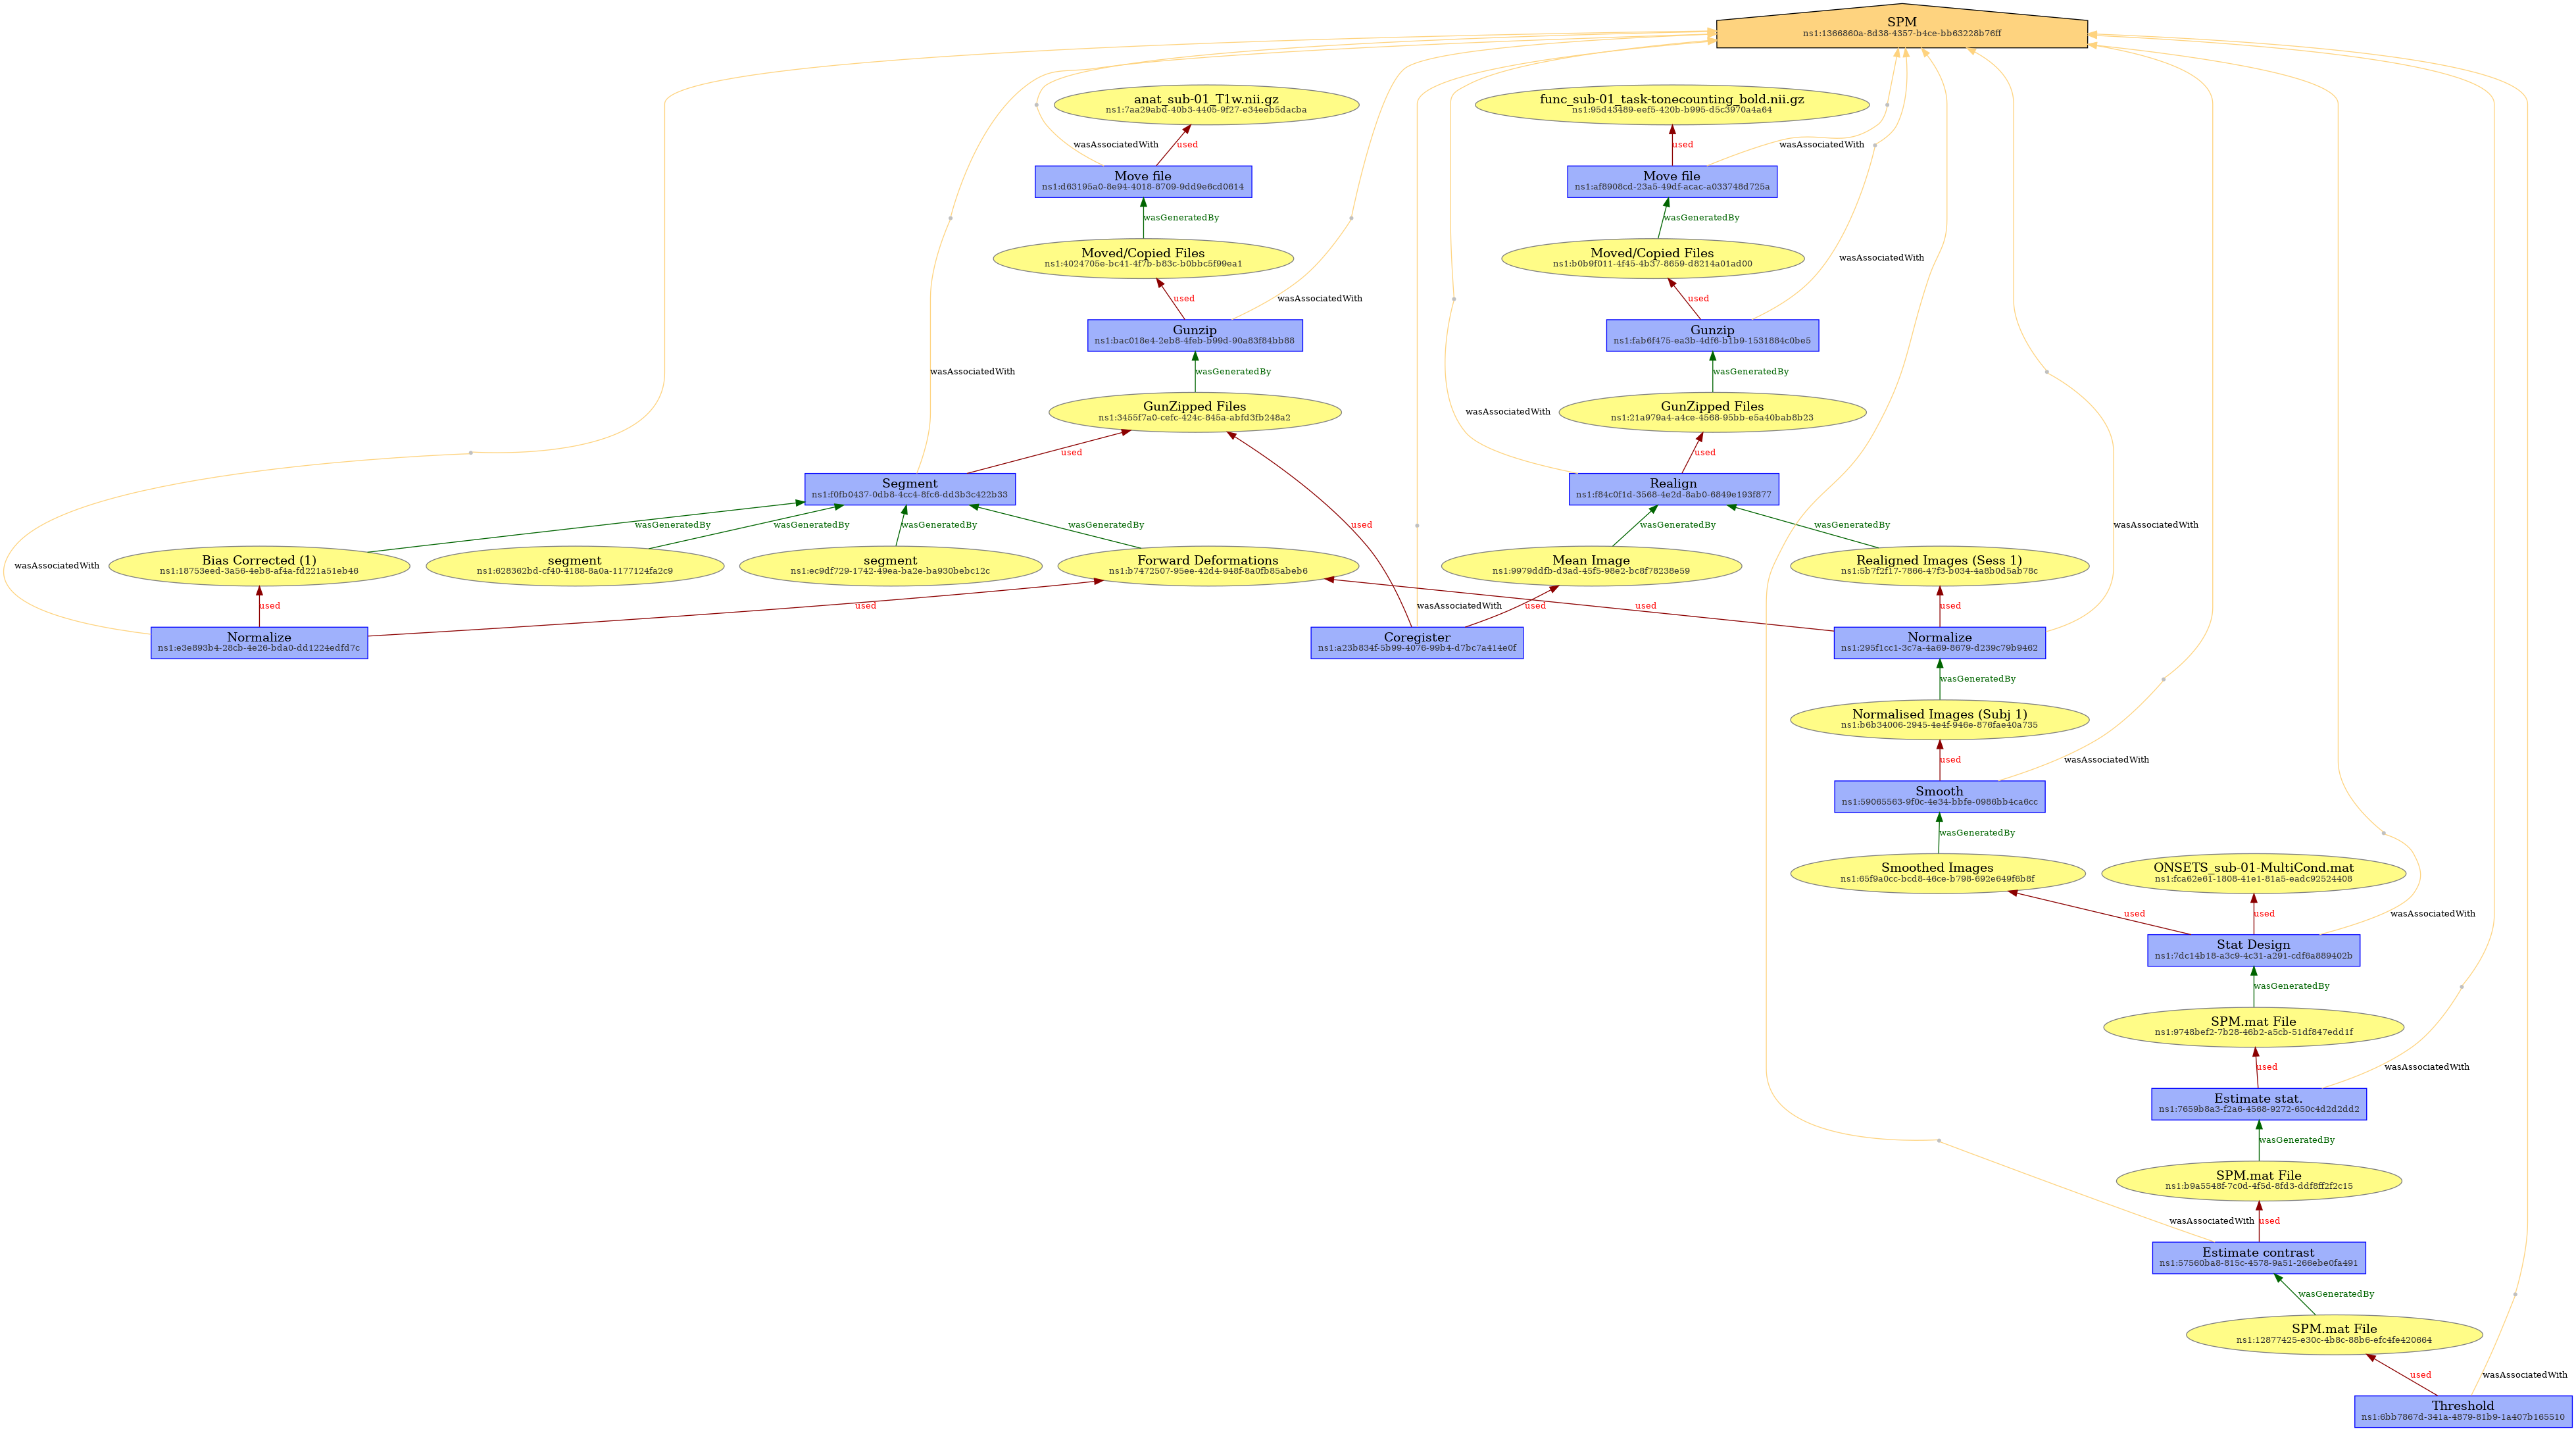 SPM
ns1:1366860a-8d38-4357-b4ce-bb63228b76ff
anat_sub-01_T1w.nii.gz
ns1:7aa29abd-40b3-4405-9f27-e34eeb5dacba
func_sub-01_task-tonecounting_bold.nii.gz
ns1:95d43489-eef5-420b-b995-d5c3970a4a64
wasAssociatedWith
used
used
wasAssociatedWith
Move file
ns1:d63195a0-8e94-4018-8709-9dd9e6cd0614
Move file
ns1:af8908cd-23a5-49df-acac-a033748d725a
wasGeneratedBy
wasGeneratedBy
Moved/Copied Files
ns1:4024705e-bc41-4f7b-b83c-b0bbc5f99ea1
Moved/Copied Files
ns1:b0b9f011-4f45-4b37-8659-d8214a01ad00
wasAssociatedWith
used
wasAssociatedWith
used
Gunzip
ns1:bac018e4-2eb8-4feb-b99d-90a83f84bb88
Gunzip
ns1:fab6f475-ea3b-4df6-b1b9-1531884c0be5
wasAssociatedWith
wasGeneratedBy
wasGeneratedBy
GunZipped Files
ns1:3455f7a0-cefc-424c-845a-abfd3fb248a2
wasAssociatedWith
GunZipped Files
ns1:21a979a4-a4ce-4568-95bb-e5a40bab8b23
used
used
Segment
ns1:f0fb0437-0db8-4cc4-8fc6-dd3b3c422b33
Realign
ns1:f84c0f1d-3568-4e2d-8ab0-6849e193f877
wasGeneratedBy
wasGeneratedBy
wasGeneratedBy
wasGeneratedBy
used
wasGeneratedBy
wasGeneratedBy
wasAssociatedWith
wasAssociatedWith
Bias Corrected (1)
ns1:18753eed-3a56-4eb8-af4a-fd221a51eb46
segment
ns1:628362bd-cf40-4188-8a0a-1177124fa2c9
segment
ns1:ec9df729-1742-49ea-ba2e-ba930bebc12c
Forward Deformations
ns1:b7472507-95ee-42d4-948f-8a0fb85abeb6
Mean Image
ns1:9979ddfb-d3ad-45f5-98e2-bc8f78238e59
Realigned Images (Sess 1)
ns1:5b7f2f17-7866-47f3-b034-4a8b0d5ab78c
used
used
wasAssociatedWith
used
used
used
Normalize
ns1:e3e893b4-28cb-4e26-bda0-dd1224edfd7c
Coregister
ns1:a23b834f-5b99-4076-99b4-d7bc7a414e0f
Normalize
ns1:295f1cc1-3c7a-4a69-8679-d239c79b9462
wasGeneratedBy
Normalised Images (Subj 1)
ns1:b6b34006-2945-4e4f-946e-876fae40a735
used
wasAssociatedWith
Smooth
ns1:59065563-9f0c-4e34-bbfe-0986bb4ca6cc
wasGeneratedBy
Smoothed Images
ns1:65f9a0cc-bcd8-46ce-b798-692e649f6b8f
ONSETS_sub-01-MultiCond.mat
ns1:fca62e61-1808-41e1-81a5-eadc92524408
used
used
wasAssociatedWith
Stat Design
ns1:7dc14b18-a3c9-4c31-a291-cdf6a889402b
wasGeneratedBy
SPM.mat File
ns1:9748bef2-7b28-46b2-a5cb-51df847edd1f
used
wasAssociatedWith
Estimate stat.
ns1:7659b8a3-f2a6-4568-9272-650c4d2d2dd2
wasGeneratedBy
SPM.mat File
ns1:b9a5548f-7c0d-4f5d-8fd3-ddf8ff2f2c15
wasAssociatedWith
used
Estimate contrast
ns1:57560ba8-815c-4578-9a51-266ebe0fa491
wasGeneratedBy
SPM.mat File
ns1:12877425-e30c-4b8c-88b6-efc4fe420664
used
wasAssociatedWith
Threshold
ns1:6bb7867d-341a-4879-81b9-1a407b165510